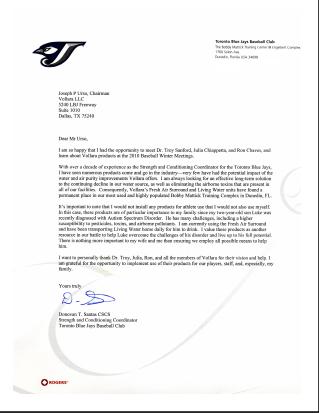 Toronto Blue Jays Baseball Club
The Bobby Mattick Training Center at Englebert Complex
1700 Solon Ave
Dunedin, Florida USA 34698
Joseph P Urso, Chairman
Vollara LLC
5240 LBJ Freeway
Suite 1010
Dallas, TX 75240
Dear Mr Urso,
I am so happy that I had the opportunity to meet Dr. Troy Sanford, Julia Chiappetta, and Ron Chavers, and
learn about Vollara products at the 2010 Baseball Winter Meetings.
With over a decade of experience as the Strength and Conditioning Coordinator for the Toronto Blue Jays,
I have seen numerous products come and go in the industry—very few have had the potential impact of the
water and air purity improvements Vollara offers. I am always looking for an effective long-term solution
to the continuing decline in our water source, as well as eliminating the airborne toxins that are present in
all of our facilities. Consequently, Vollara's Fresh Air Surround and Living Water units have found a
permanent place in our most used and highly populated Bobby Mattick Training Complex in Dunedin, FL.
It's important to note that I would not install any products for athlete use that I would not also use myself.
In this case, these products are of particular importance to my family since my two-year-old son Luke was
recently diagnosed with Autism Spectrum Disorder. He has many challenges, including a higher
susceptibility to pesticides, toxins, and airborne pollutants. I am currently using the Fresh Air Surround
and have been transporting Living Water home daily for him to drink. I value these products as another
resource in our battle to help Luke overcome the challenges of his disorder and live up to his full potential.
There is nothing more important to my wife and me than ensuring we employ all possible means to help
him.
I want to personally thank Dr. Troy, Julia, Ron, and all the members of Vollara for their vision and help. I
am grateful for the opportunity to implement use of their products for our players, staff, and, especially, my
family.
Yours truly,
Donovan T. Santas CSCS
Strength and Conditioning Coordinator
Toronto Blue Jays Baseball Club
ROGERS